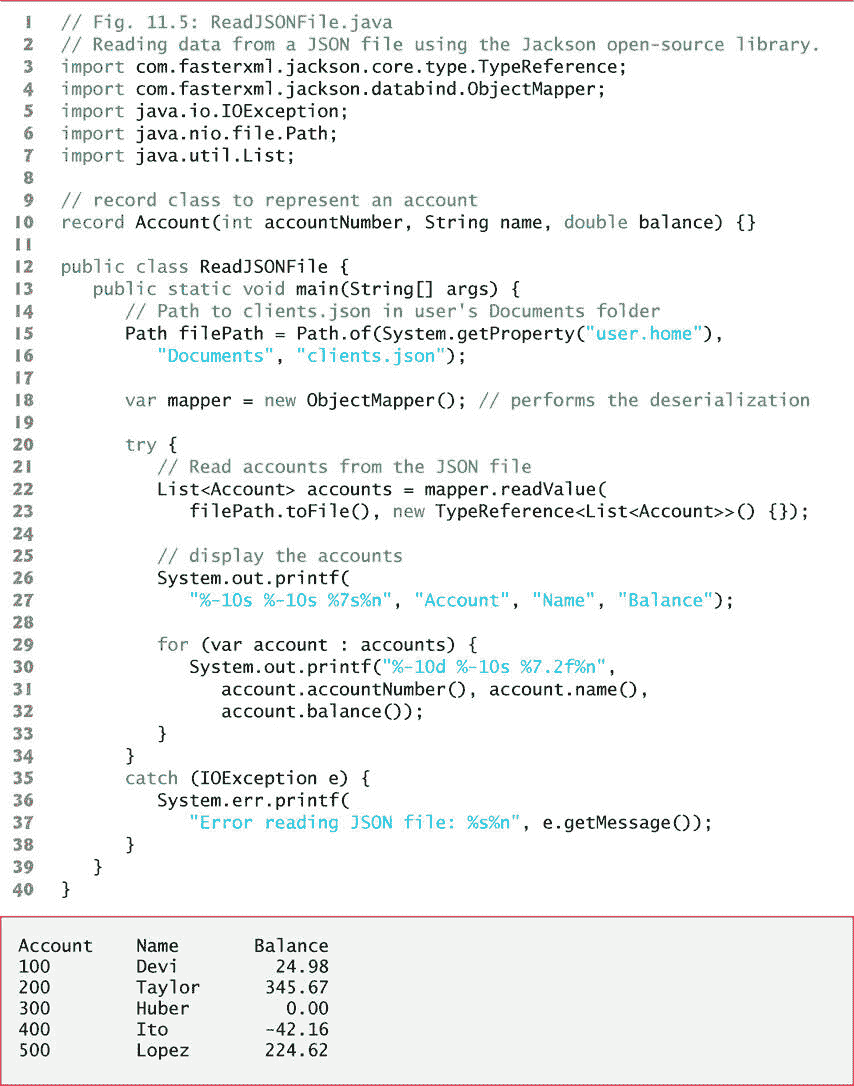 1 // Fig. 11.5: ReadJSONFile.java
2 // Reading data from a JSON file using the Jackson open-source library.
3 import com.fasterxml.jackson.core.type.TypeReference;
4 import com.fasterxml.jackson.databind.ObjectMapper;
5 import java.io.IOException;
6 import java.nio.file.Path;
7 import java.util.List;
8
9 // record class to represent an account
10 record Account(int accountNumber, String name, double balance) {}
11
12 public class ReadJSONFile {
13    public static void main(String[] args) {
14       // Path to clients.json in user's Documents folder
15       Path filePath = Path.of(System.getProperty("user.home"),
16          "Documents", "clients.json");
17
18       var mapper = new ObjectMapper(); // performs the deserialization
19
20       try {
21          // Read accounts from the JSON file
22          List<Account> accounts = mapper.readValue(
23             filePath.toFile(), new TypeReference<List<Account>>() {});
24
25          // display the accounts
26          System.out.printf(
27             "%-10s %-10s %7s%n", "Account", "Name", "Balance");
28
29          for (var account : accounts) {
30             System.out.printf("%-10d %-10s %7.2f%n",
31                account.accountNumber(), account.name(),
32                account.balance());
33          }
34       }
35       catch (IOException e) {
36          System.err.printf(
37             "Error reading JSON file: %s%n", e.getMessage());
38       }
39    }
40 }
Account    Name       Balance
100        Devi         24.98
200        Taylor      345.67
300        Huber         0.00
400        Ito         -42.16
500        Lopez       224.62